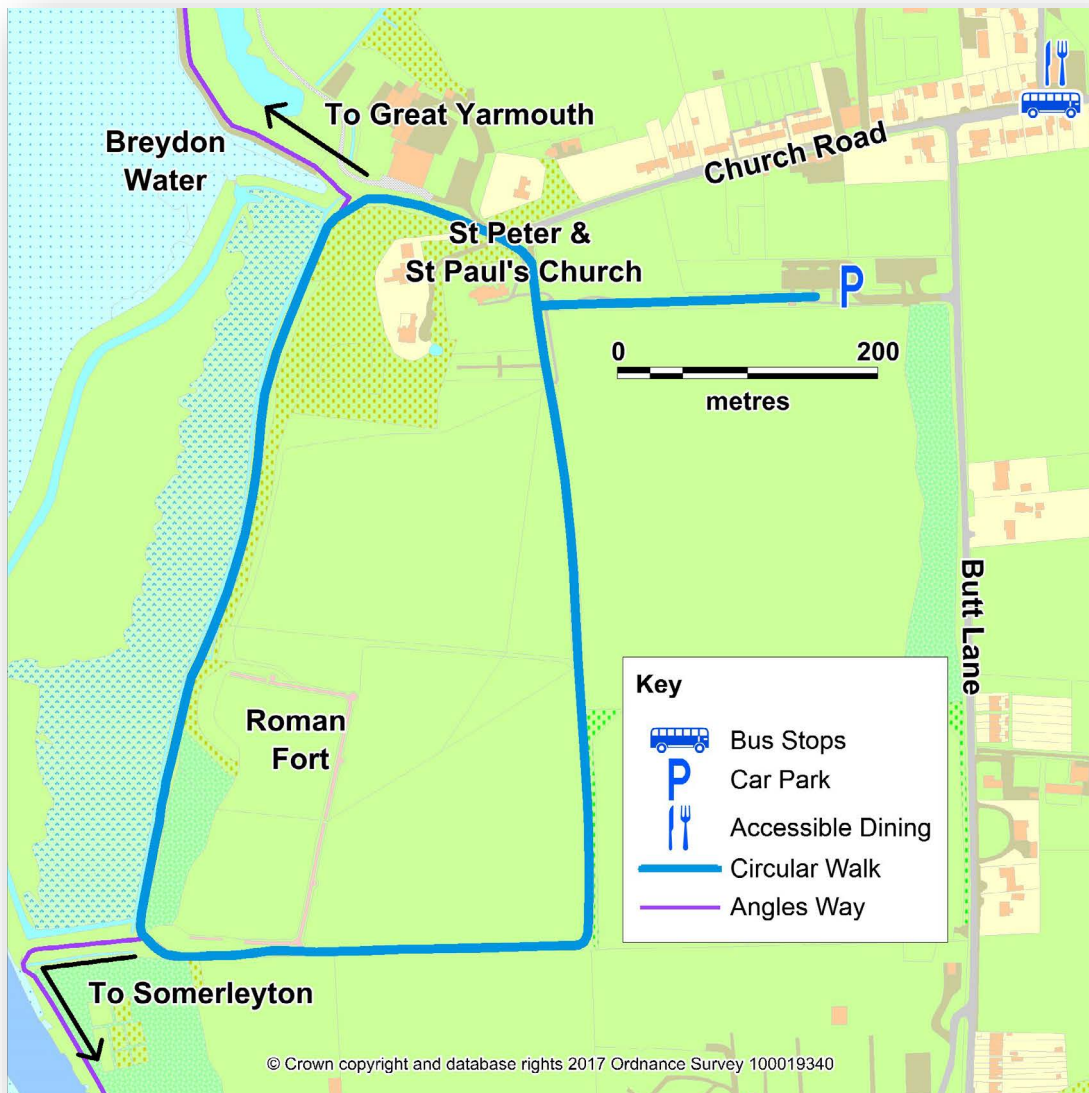 To Great Yarmouth
Breydon
Water
Church Road
St Peter &
St Paul's Church
P
0 200
metres
Butt Lane
Roman
Fort
Key
Bus Stops
P Car Park
Accessible Dining
Circular Walk
Angles Way
To Somerleyton
© Crown copyright and database rights 2017 Ordnance Survey 100019340